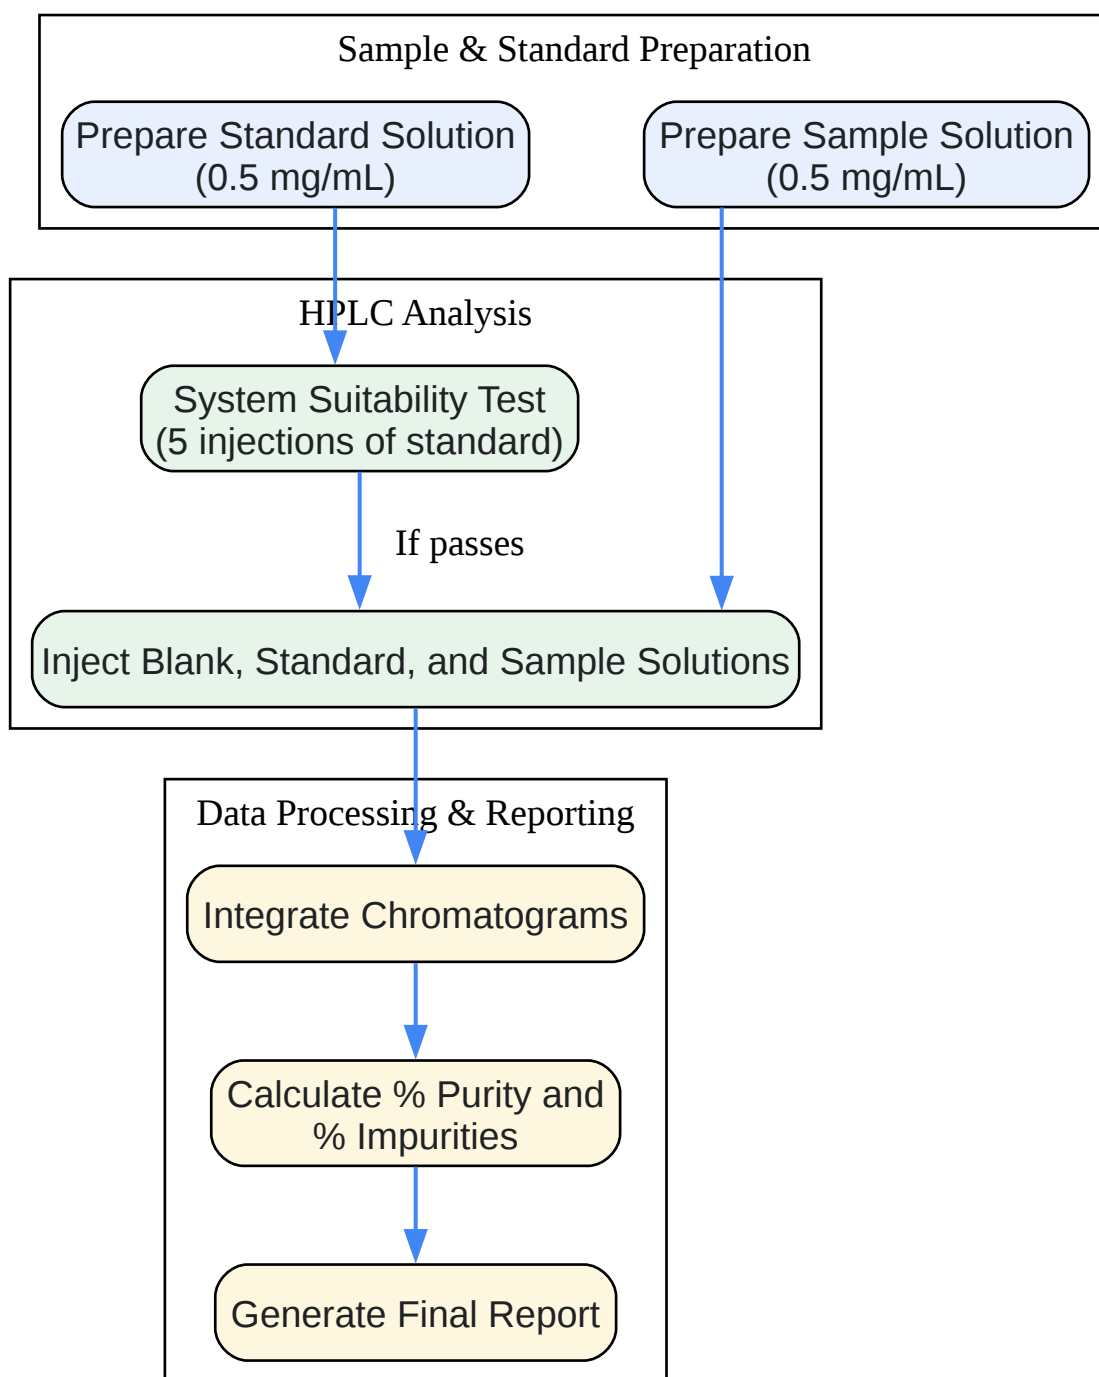 Sample & Standard Preparation
Prepare Standard Solution
(0.5 mg/mL)
Prepare Sample Solution
(0.5 mg/mL)
HPLC Analysis
System Suitability Test
(5 injections of standard)
If passes
Inject Blank, Standard, and Sample Solutions
Data Processing & Reporting
Integrate Chromatograms
Calculate % Purity and
% Impurities
Generate Final Report